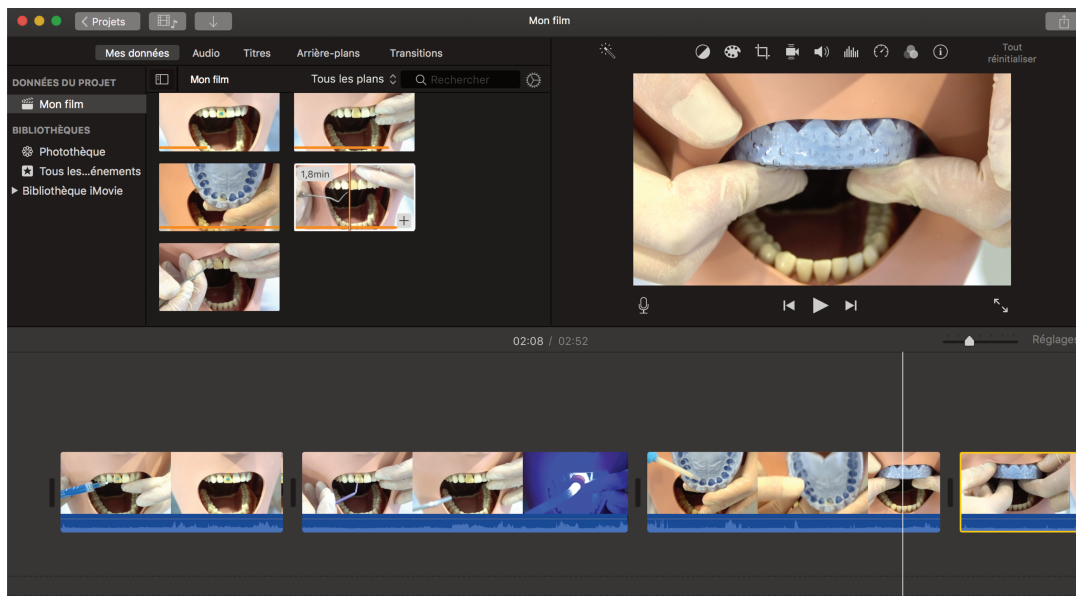 Projets
Mon film
Mes données Audio Titres Arrière-plans Transitions
Tout
réinitialiser
DONNÉES DU PROJET
Mon film
Tous les plans
Rechercher
Mon film
BIBLIOTHÈQUES
Photothèque
Tous les...énements
Bibliothèque iMovie
1,8min
02:08 / 02:52
Réglages